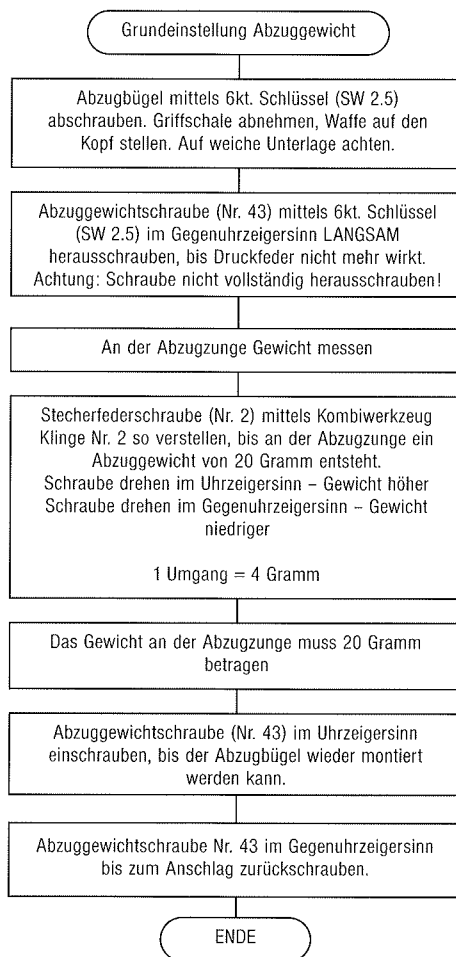 Grundeinstellung Abzuggewicht
Abzugbügel mittels 6kt. Schlüssel (SW 2.5)
abschrauben. Griffschale abnehmen, Waffe auf den
Kopf stellen. Auf weiche Unterlage achten.
Abzuggewichtschraube (Nr. 43) mittels 6kt. Schlüssel
(SW 2.5) im Gegenuhrzeigersinn LANGSAM
herausschrauben, bis Druckfeder nicht mehr wirkt.
Achtung: Schraube nicht vollständig herausschrauben!
An der Abzugzunge Gewicht messen
Stecherfederschraube (Nr. 2) mittels Kombiwerkzeug
Klinge Nr. 2 so verstellen, bis an der Abzugzunge ein
Abzuggewicht von 20 Gramm entsteht.
Schraube drehen im Uhrzeigersinn – Gewicht höher
Schraube drehen im Gegenuhrzeigersinn – Gewicht
niedriger
1 Umgang = 4 Gramm
Das Gewicht an der Abzugzunge muss 20 Gramm
betragen
Abzuggewichtschraube (Nr. 43) im Uhrzeigersinn
einschrauben, bis der Abzugbügel wieder montiert
werden kann.
Abzuggewichtschraube Nr. 43 im Gegenuhrzeigersinn
bis zum Anschlag zurückschrauben.
ENDE